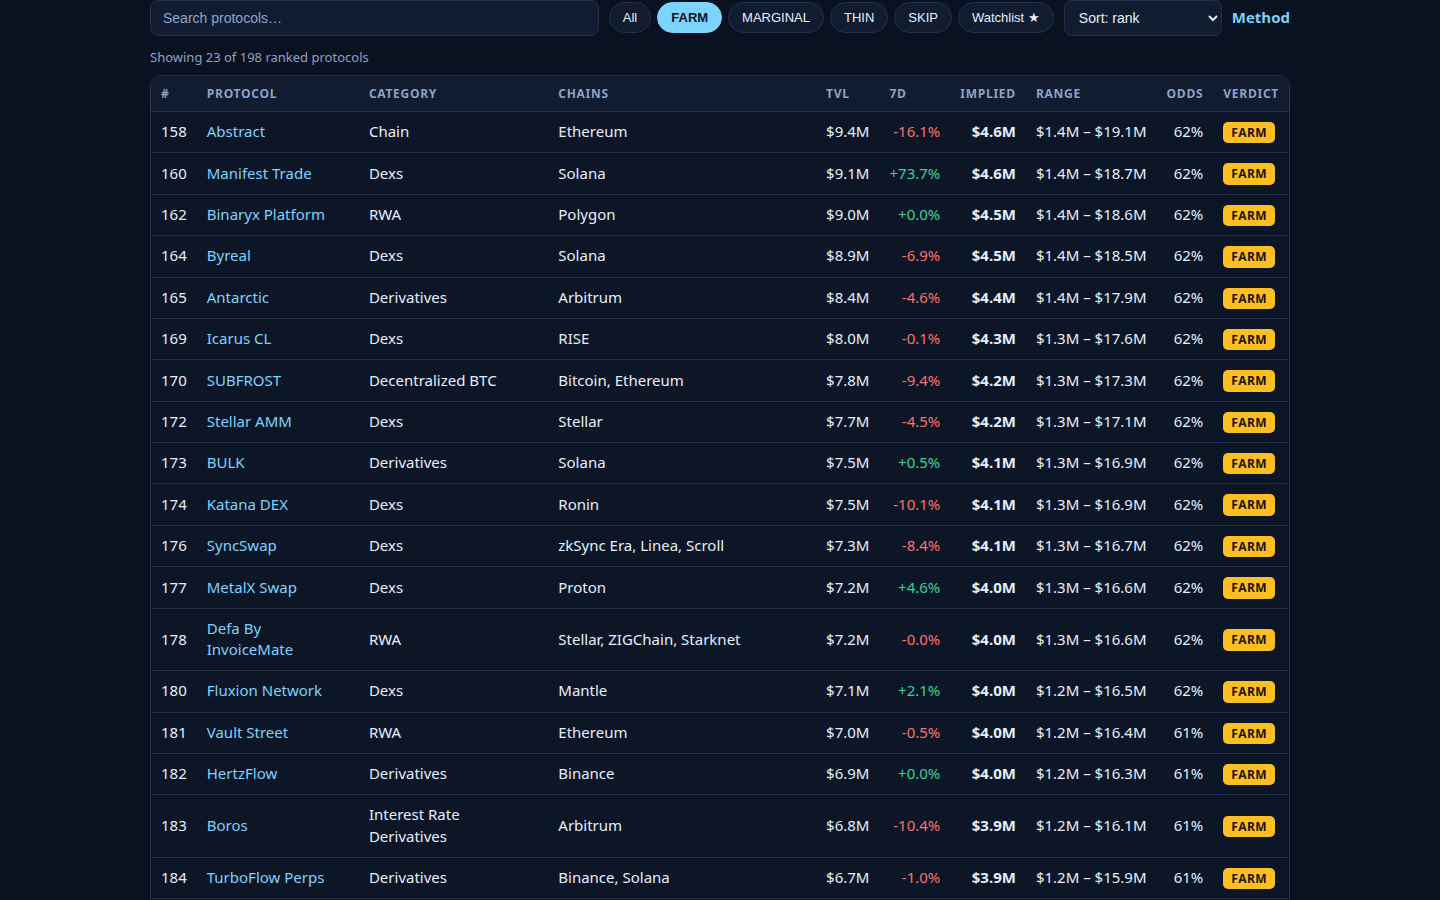 Search protocols…
All FARM MARGINAL THIN SKIP Watchlist ★ Sort: rank Method
Showing 23 of 198 ranked protocols
# PROTOCOL CATEGORY CHAINS TVL 7D IMPLIED RANGE ODDS VERDICT
158 Abstract Chain Ethereum $9.4M -16.1% $4.6M $1.4M – $19.1M 62% FARM
160 Manifest Trade Dexs Solana $9.1M +73.7% $4.6M $1.4M – $18.7M 62% FARM
162 Binaryx Platform RWA Polygon $9.0M +0.0% $4.5M $1.4M – $18.6M 62% FARM
164 Byreal Dexs Solana $8.9M -6.9% $4.5M $1.4M – $18.5M 62% FARM
165 Antarctic Derivatives Arbitrum $8.4M -4.6% $4.4M $1.4M – $17.9M 62% FARM
169 Icarus CL Dexs RISE $8.0M -0.1% $4.3M $1.3M – $17.6M 62% FARM
170 SUBFROST Decentralized BTC Bitcoin, Ethereum $7.8M -9.4% $4.2M $1.3M – $17.3M 62% FARM
172 Stellar AMM Dexs Stellar $7.7M -4.5% $4.2M $1.3M – $17.1M 62% FARM
173 BULK Derivatives Solana $7.5M +0.5% $4.1M $1.3M – $16.9M 62% FARM
174 Katana DEX Dexs Ronin $7.5M -10.1% $4.1M $1.3M – $16.9M 62% FARM
176 SyncSwap Dexs zkSync Era, Linea, Scroll $7.3M -8.4% $4.1M $1.3M – $16.7M 62% FARM
177 MetalX Swap Dexs Proton $7.2M +4.6% $4.0M $1.3M – $16.6M 62% FARM
178 Defa By InvoiceMate RWA Stellar, ZIGChain, Starknet $7.2M -0.0% $4.0M $1.3M – $16.6M 62% FARM
180 Fluxion Network Dexs Mantle $7.1M +2.1% $4.0M $1.2M – $16.5M 62% FARM
181 Vault Street RWA Ethereum $7.0M -0.5% $4.0M $1.2M – $16.4M 61% FARM
182 HertzFlow Derivatives Binance $6.9M +0.0% $4.0M $1.2M – $16.3M 61% FARM
183 Boros Interest Rate Derivatives Arbitrum $6.8M -10.4% $3.9M $1.2M – $16.1M 61% FARM
184 TurboFlow Perps Derivatives Binance, Solana $6.7M -1.0% $3.9M $1.2M – $15.9M 61% FARM